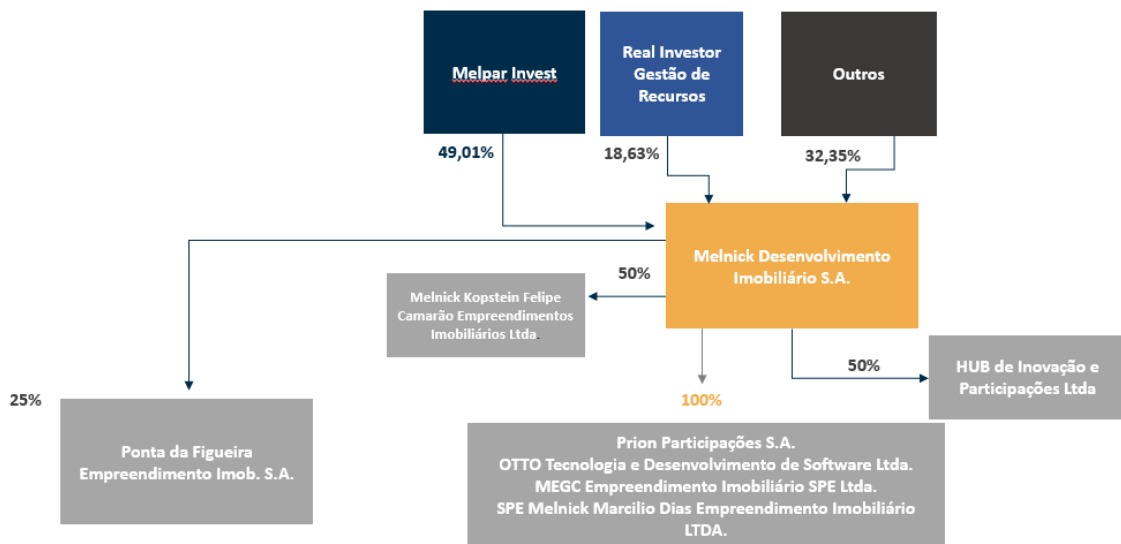 Melpar Invest
Real Investor
Gestão de
Recursos
Outros
49,01%
18,63%
32,35%
Melnick Desenvolvimento
Imobiliário S.A.
50%
Melnick Kopstein Felipe
Camarão Empreendimentos
Imobiliários Ltda.
50%
HUB de Inovação e
Participações Ltda
25%
100%
Ponta da Figueira
Empreendimento Imob. S.A.
Prion Participações S.A.
OTTO Tecnologia e Desenvolvimento de Software Ltda.
MEGC Empreendimento Imobiliário SPE Ltda.
SPE Melnick Marcilio Dias Empreendimento Imobiliário
LTDA.